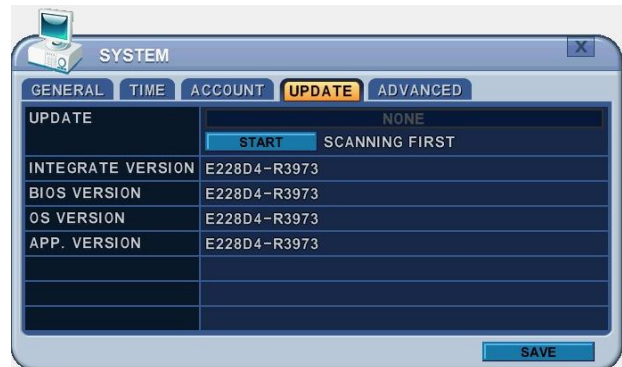 SYSTEM
X
GENERAL TIME ACCOUNT UPDATE ADVANCED
UPDATE NONE
START SCANNING FIRST
INTEGRATE VERSION E228D4-R3973
BIOS VERSION E228D4-R3973
OS VERSION E228D4-R3973
APP. VERSION E228D4-R3973
SAVE